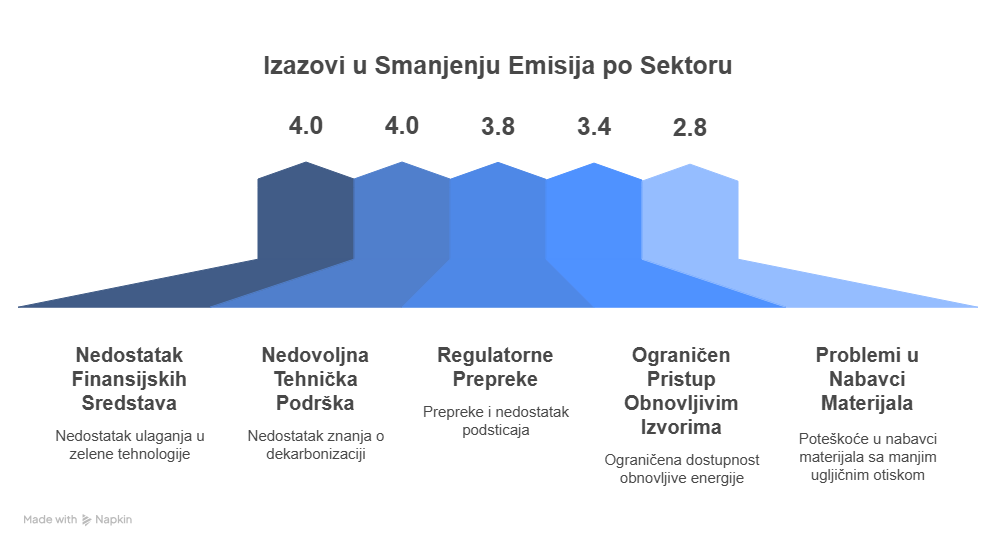 Izazovi u Smanjenju Emisija po Sektoru
4.0
4.0
3.8
3.4
2.8
Nedostatak
Finansijskih
Sredstava
Nedostatak ulaganja u
zelene tehnologije
Nedovoljna
Tehnička
Podrška
Nedostatak znanja o
dekarbonizaciji
Regulatorne
Prepreke
Prepreke i nedostatak
podsticaja
Ograničen
Pristup
Obnovljivim
Izvorima
Ograničena dostupnost
obnovljive energije
Problemi u
Nabavci
Materijala
Poteškoće u nabavci
materijala sa manjim
ugljičnim otiskom
Made with Napkin